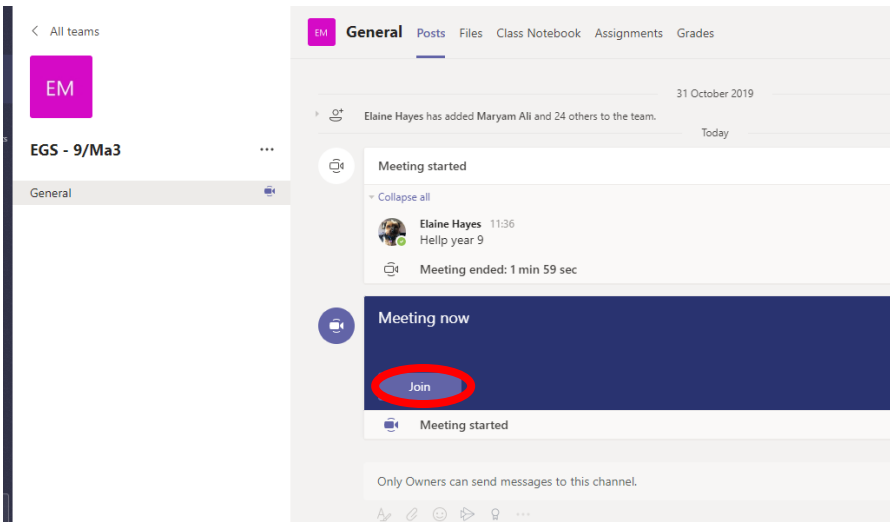 All teams
EM
EGS - 9/Ma3
...
General
EM General Posts Files Class Notebook Assignments Grades
31 October 2019
Elaine Hayes has added Maryam Ali and 24 others to the team.
Today
Meeting started
Collapse all
Elaine Hayes 11:36
Hellp year 9
Meeting ended: 1 min 59 sec
Meeting now
Join
Meeting started
Only Owners can send messages to this channel.